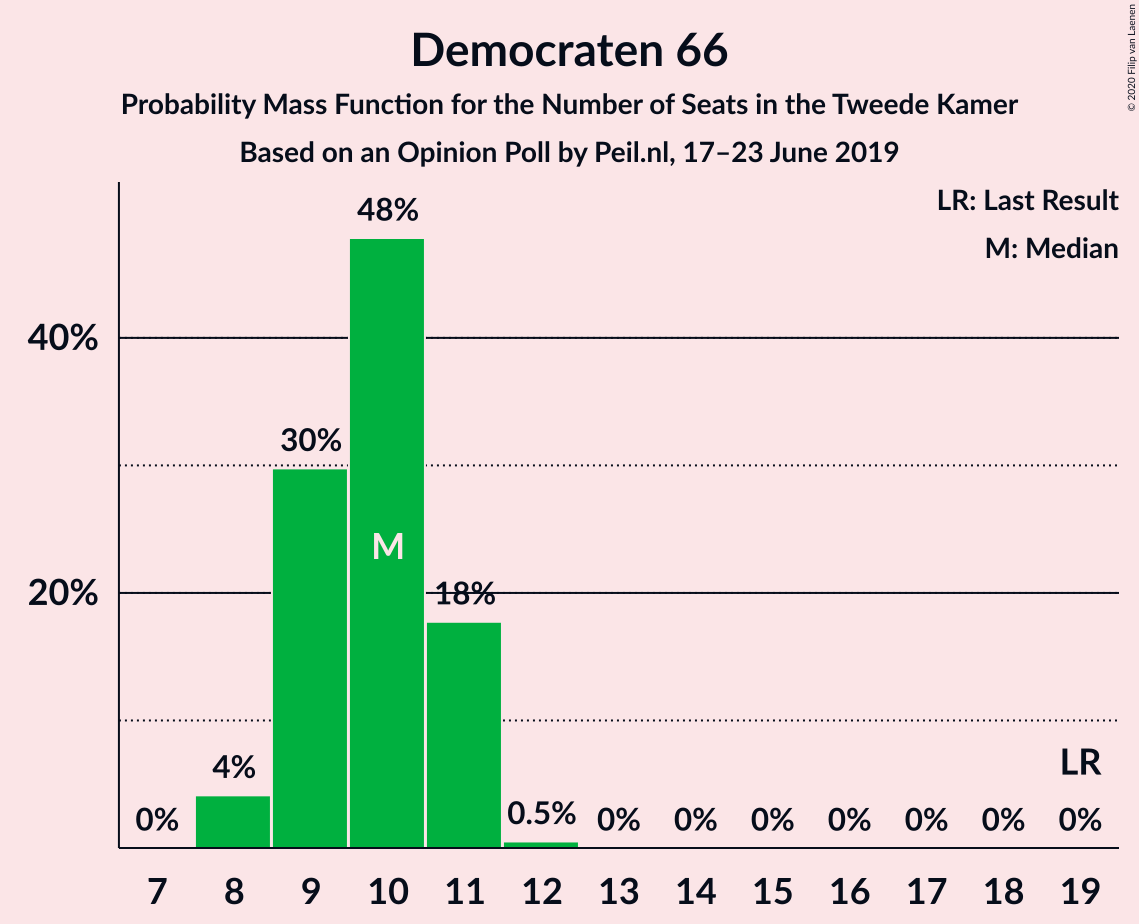 Democraten 66
Probability Mass Function for the Number of Seats in the Tweede Kamer
Based on an Opinion Poll by Peil.nl, 17–23 June 2019
© 2020 Filip van Laenen
LR: Last Result
M: Median
48%
40%
30%
M
20%
18%
LR
4%
0%
0.5%
0%
0%
0%
0%
0%
0%
0%
7 8 9 10 11 12 13 14 15 16 17 18 19